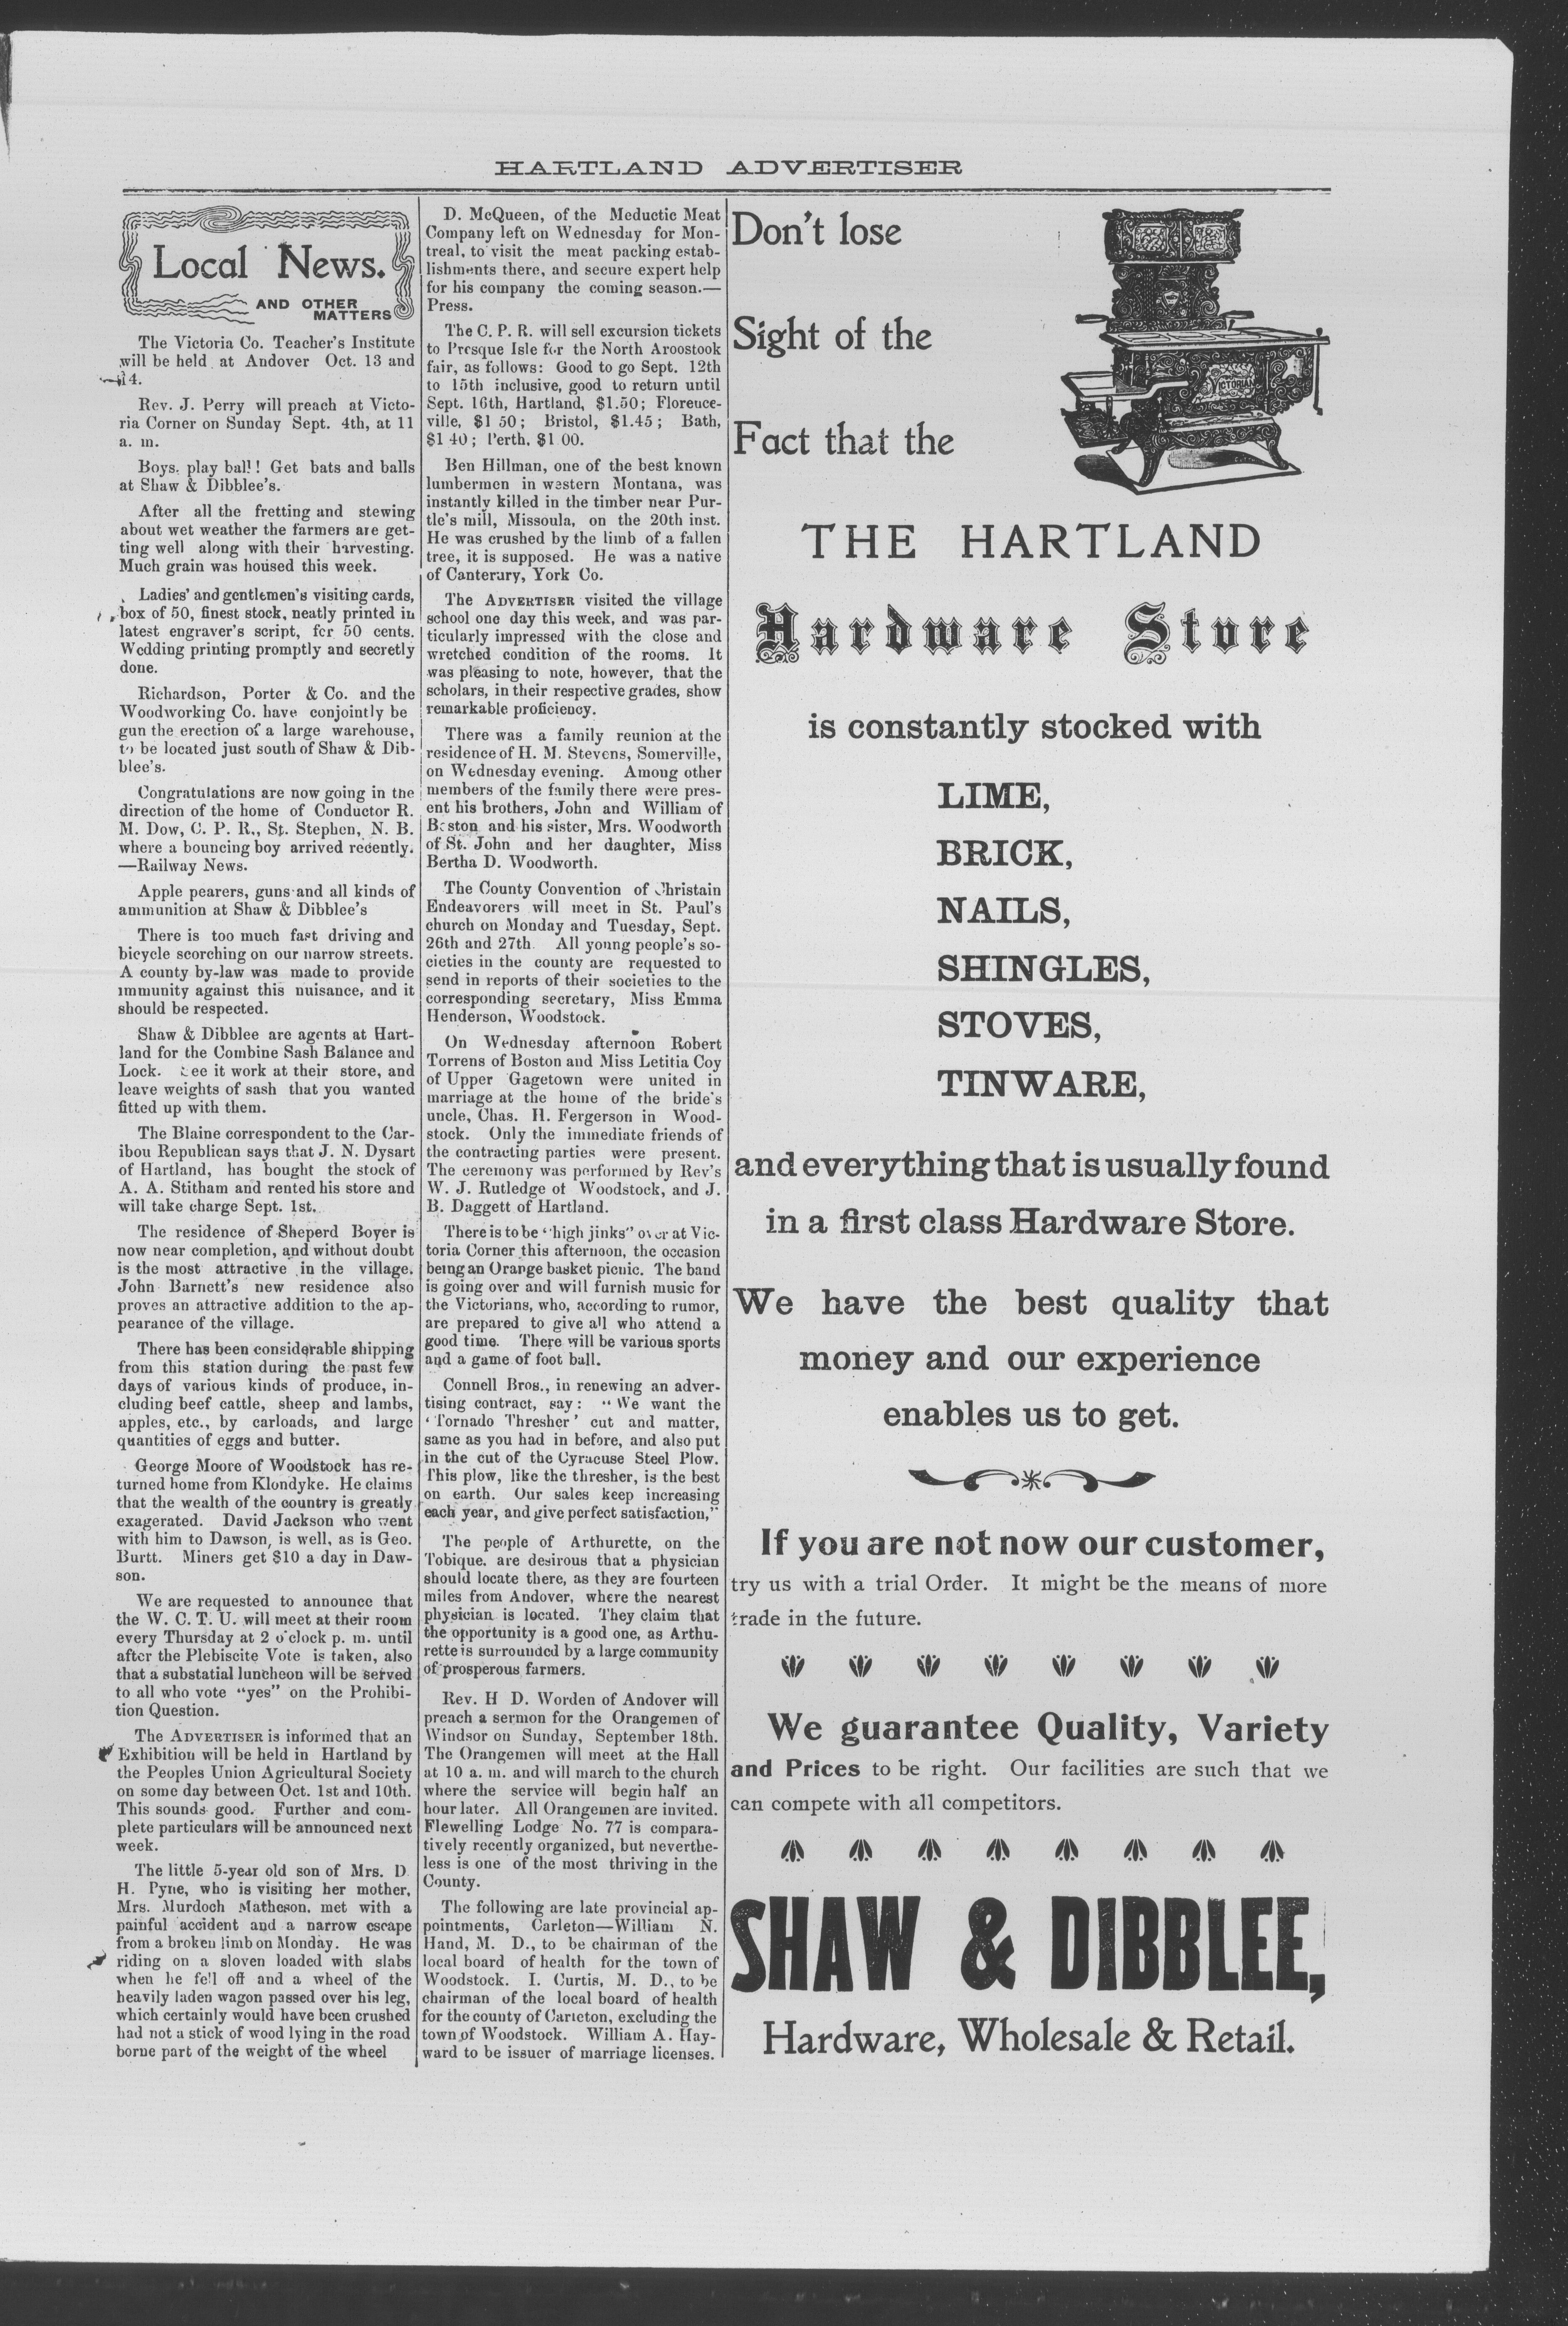 HARTLAND ADVERTISER
Local News.
AND OTHER
MATTERS
The Victoria Co. Teacher's Institute
will be held at Andover Oct. 13 and
14.
Rev. J. Perry will preach at Victo-
ria Corner on Sunday Sept. 4th, at 11
a. m.
Boys, play ball! Get bats and balls
at Shaw & Dibblee's.
After all the fretting and stewing
about wet weather the farmers are get-
ting well along with their harvesting.
Much grain was housed this week.
Ladies' and gentlemen's visiting cards,
box of 50, finest stock, neatly printed in
latest engraver's script, for 50 cents.
Wedding printing promptly and secretly
done.
Richardson, Porter & Co. and the
Woodworking Co. have conjointly be
gun the erection of a large warehouse,
to be located just south of Shaw & Dib-
blee's.
Congratulations are now going in the
direction of the home of Conductor R.
M. Dow, C. P. R., St. Stephen, N. B.
where a bouncing boy arrived recently.
—Railway News.
Apple pearers, guns and all kinds of
ammunition at Shaw & Dibblee's
There is too much fast driving and
bicycle scorching on our narrow streets.
A county by-law was made to provide
immunity against this nuisance, and it
should be respected.
Shaw & Dibblee are agents at Hart-
land for the Combine Sash Balance and
Lock. See it work at their store, and
leave weights of sash that you wanted
fitted up with them.
The Blaine correspondent to the Car-
ibou Republican says that J. N. Dysart
of Hartland, has bought the stock of
A. A. Stitham and rented his store and
will take charge Sept. 1st.
The residence of Sheperd Boyer is
now near completion, and without doubt
is the most attractive in the village.
John Barnett's new residence also
proves an attractive addition to the ap-
pearance of the village.
There has been considerable shipping
from this station during the past few
days of various kinds of produce, in-
cluding beef cattle, sheep and lambs,
apples, etc., by carloads, and large
quantities of eggs and butter.
George Moore of Woodstock has re-
turned home from Klondyke. He claims
that the wealth of the country is greatly
exagerated. David Jackson who went
with him to Dawson, is well, as is Geo.
Burtt. Miners get $10 a day in Daw-
son.
We are requested to announce that
the W. C. T. U. will meet at their room
every Thursday at 2 o'clock p. m. until
after the Plebiscite Vote is taken, also
that a substatial luncheon will be served
to all who vote "yes" on the Prohibi-
tion Question.
The ADVERTISER is informed that an
Exhibition will be held in Hartland by
the Peoples Union Agricultural Society
on some day between Oct. 1st and 10th.
This sounds good. Further and com-
plete particulars will be announced next
week.
The little 5-year old son of Mrs. D
H. Pyne, who is visiting her mother,
Mrs. Murdoch Matheson, met with a
painful accident and a narrow escape
from a broken limb on Monday. He was
riding on a sloven loaded with slabs
when he fell off and a wheel of the
heavily laden wagon passed over his leg,
which certainly would have been crushed
had not a stick of wood lying in the road
borne part of the weight of the wheel
D. McQueen, of the Meductic Meat
Company left on Wednesday for Mon-
treal, to visit the meat packing estab-
lishments there, and secure expert help
for his company the coming season.—
Press.
The C. P. R. will sell excursion tickets
to Presque Isle for the North Aroostook
fair, as follows: Good to go Sept. 12th
to 15th inclusive, good to return until
Sept. 16th, Hartland, $1.50; Florence-
ville, $1 50; Bristol, $1.45; Bath,
$1 40; Perth, $1 00.
Ben Hillman, one of the best known
lumbermen in western Montana, was
instantly killed in the timber near Pur-
tle's mill, Missoula, on the 20th inst.
He was crushed by the limb of a fallen
tree, it is supposed. He was a native
of Canterary, York Co.
The ADVERTISER visited the village
school one day this week, and was par-
ticularly impressed with the close and
wretched condition of the rooms. It
was pleasing to note, however, that the
scholars, in their respective grades, show
remarkable proficiency.
There was a family reunion at the
residence of H. M. Stevens, Somerville,
on Wednesday evening. Among other
members of the family there were pres-
ent his brothers, John and William of
Boston and his sister, Mrs. Woodworth
of St. John and her daughter, Miss
Bertha D. Woodworth.
The County Convention of Christain
Endeavorers will meet in St. Paul's
church on Monday and Tuesday, Sept.
26th and 27th. All young people's so-
cieties in the county are requested to
send in reports of their societies to the
corresponding secretary, Miss Emma
Henderson, Woodstock.
On Wednesday afternoon Robert
Torrens of Boston and Miss Letitia Coy
of Upper Gagetown were united in
marriage at the home of the bride's
uncle, Chas. H. Fergerson in Wood-
stock. Only the immediate friends of
the contracting parties were present.
The ceremony was performed by Rev's
W. J. Rutledge of Woodstock, and J.
B. Daggett of Hartland.
There is to be "high jinks" over at Vic-
toria Corner this afternoon, the occasion
being an Orange basket picnic. The band
is going over and will furnish music for
the Victorians, who, according to rumor,
are prepared to give all who attend a
good time. There will be various sports
and a game of foot ball.
Connell Bros., in renewing an adver-
tising contract, say: "We want the
'Tornado Thresher' cut and matter,
same as you had in before, and also put
in the cut of the Cyracuse Steel Plow.
This plow, like the thresher, is the best
on earth. Our sales keep increasing
each year, and give perfect satisfaction,"
The people of Arthurette, on the
Tobique, are desirous that a physician
should locate there, as they are fourteen
miles from Andover, where the nearest
physician is located. They claim that
the opportunity is a good one, as Arthu-
rette is surrounded by a large community
of prosperous farmers.
Rev. H D. Worden of Andover will
preach a sermon for the Orangemen of
Windsor on Sunday, September 18th.
The Orangemen will meet at the Hall
at 10 a. m. and will march to the church
where the service will begin half an
hour later. All Orangemen are invited.
Flewelling Lodge No. 77 is compara-
tively recently organized, but neverthe-
less is one of the most thriving in the
County.
The following are late provincial ap-
pointments, Carleton—William N.
Hand, M. D., to be chairman of the
local board of health for the town of
Woodstock. I. Curtis, M. D., to be
chairman of the local board of health
for the county of Carleton, excluding the
town of Woodstock. William A. Hay-
ward to be issuer of marriage licenses.
Don't lose
Sight of the
Fact that the
VICTORIAN
THE HARTLAND
Hardware Store
is constantly stocked with
LIME,
BRICK,
NAILS,
SHINGLES,
STOVES,
TINWARE,
and everything that is usually found
in a first class Hardware Store.
We have the best quality that
money and our experience
enables us to get.
If you are not now our customer,
try us with a trial Order. It might be the means of more
trade in the future.
We guarantee Quality, Variety
and Prices to be right. Our facilities are such that we
can compete with all competitors.
SHAW & DIBBLEE,
Hardware, Wholesale & Retail.